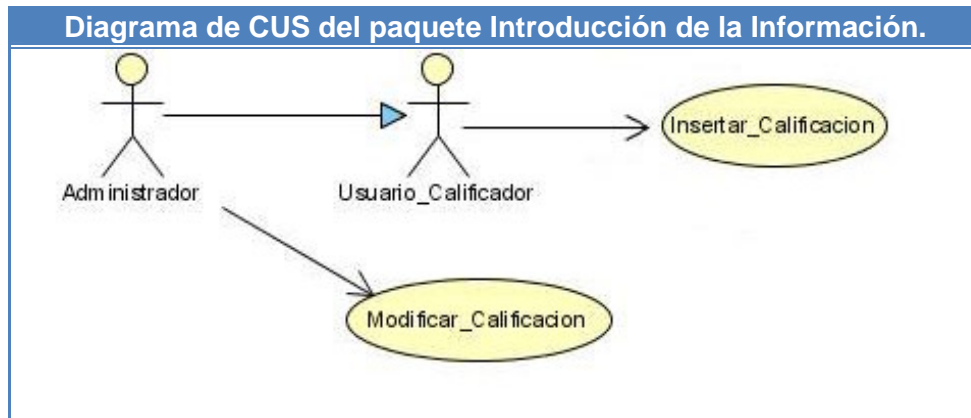 Diagrama de CUS del paquete Introducción de la Información.
Insertar_Calificacion
Administrador
Usuario_Calificador
Modificar_Calificacion